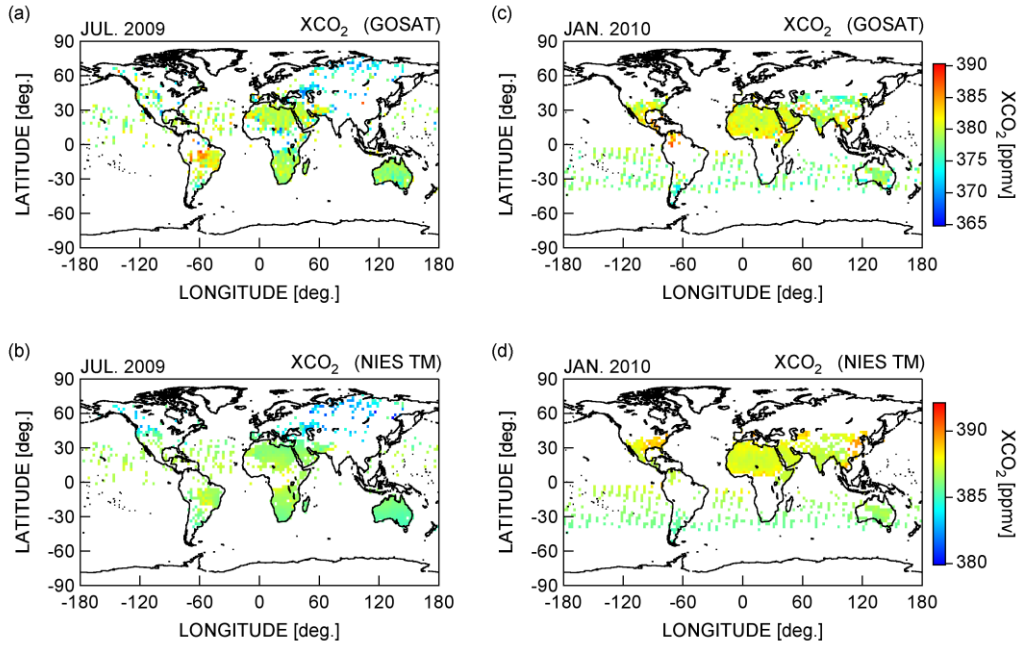 (a)
JUL. 2009 XCO2 (GOSAT)
90
60
30
0
-30
-60
-90
LATITUDE [deg.]
-180 -120 -60 0 60 120 180
LONGITUDE [deg.]
(c)
JAN. 2010 XCO2 (GOSAT)
90
60
30
0
-30
-60
-90
LATITUDE [deg.]
-180 -120 -60 0 60 120 180
LONGITUDE [deg.]
390
385
380
375
370
365
XCO2 [ppmv]
(b)
JUL. 2009 XCO2 (NIES TM)
90
60
30
0
-30
-60
-90
LATITUDE [deg.]
-180 -120 -60 0 60 120 180
LONGITUDE [deg.]
(d)
JAN. 2010 XCO2 (NIES TM)
90
60
30
0
-30
-60
-90
LATITUDE [deg.]
-180 -120 -60 0 60 120 180
LONGITUDE [deg.]
390
385
380
XCO2 [ppmv]